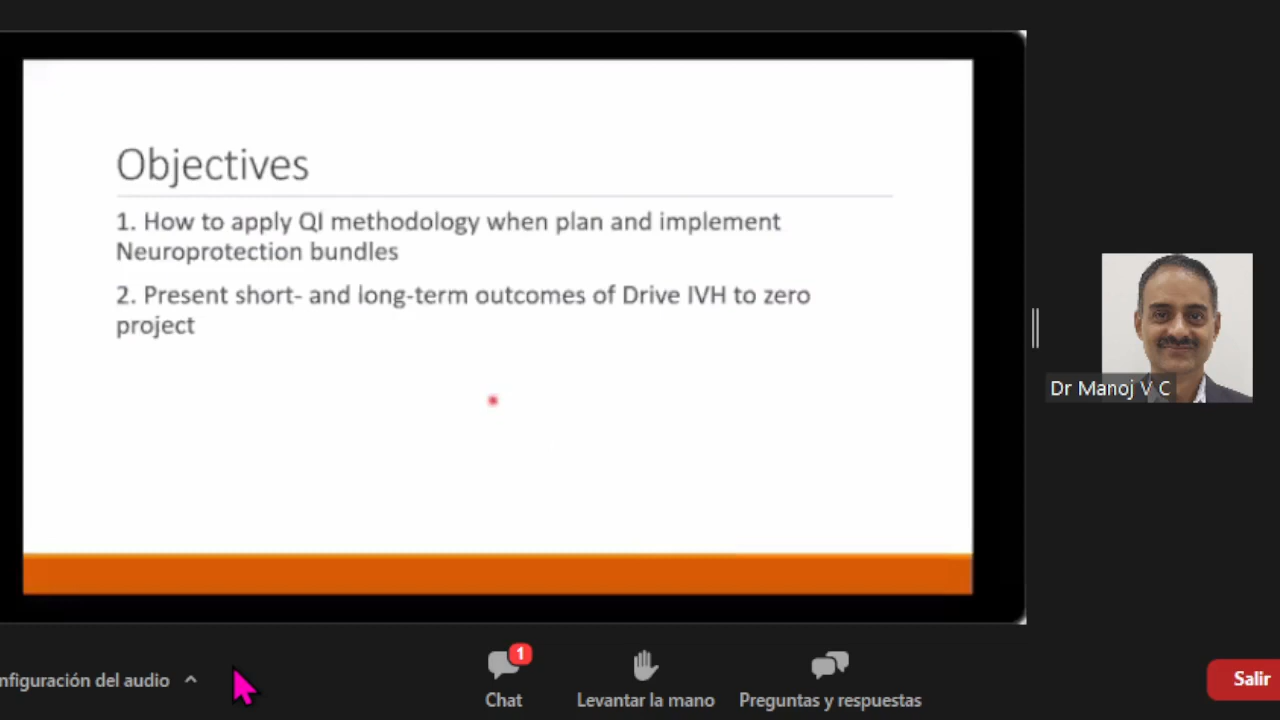 Objectives
1. How to apply QI methodology when plan and implement
Neuroprotection bundles
2. Present short- and long-term outcomes of Drive IVH to zero
project
Dr Manoj V C
nfiguración del audio
1
Chat
Levantar la mano
Preguntas y respuestas
Salir